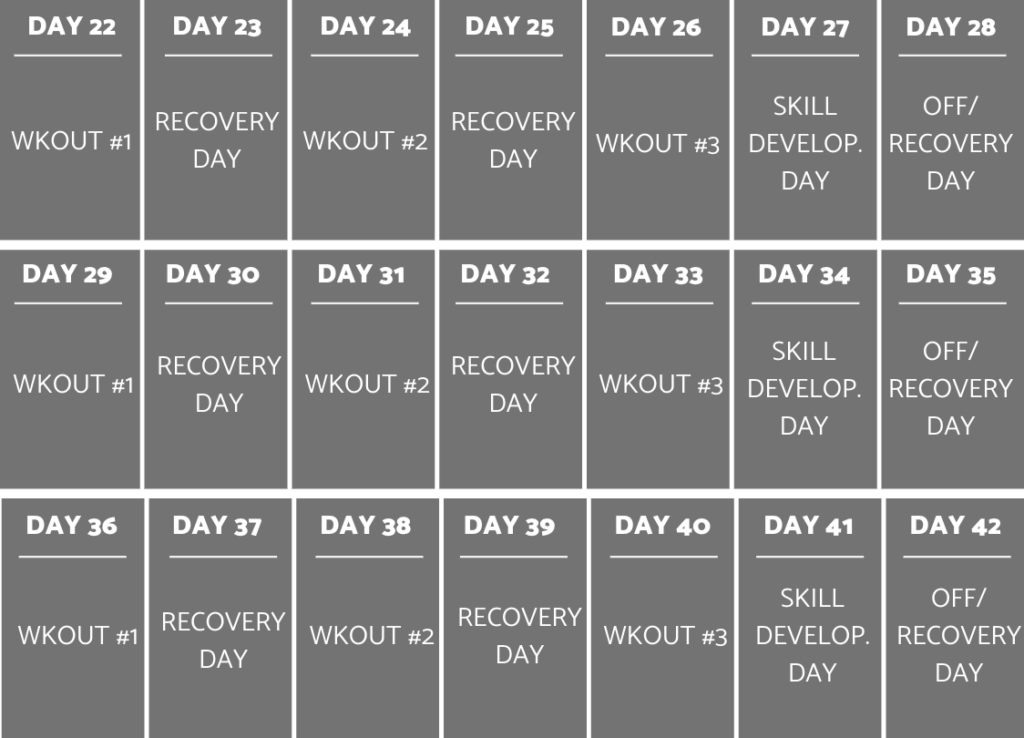 DAY 22
WKOUT #1
DAY 23
RECOVERY
DAY
DAY 24
WKOUT #2
DAY 25
RECOVERY
DAY
DAY 26
WKOUT #3
DAY 27
SKILL
DEVELOP.
DAY
DAY 28
OFF/
RECOVERY
DAY
DAY 29
WKOUT #1
DAY 30
RECOVERY
DAY
DAY 31
WKOUT #2
DAY 32
RECOVERY
DAY
DAY 33
WKOUT #3
DAY 34
SKILL
DEVELOP.
DAY
DAY 35
OFF/
RECOVERY
DAY
DAY 36
WKOUT #1
DAY 37
RECOVERY
DAY
DAY 38
WKOUT #2
DAY 39
RECOVERY
DAY
DAY 40
WKOUT #3
DAY 41
SKILL
DEVELOP.
DAY
DAY 42
OFF/
RECOVERY
DAY